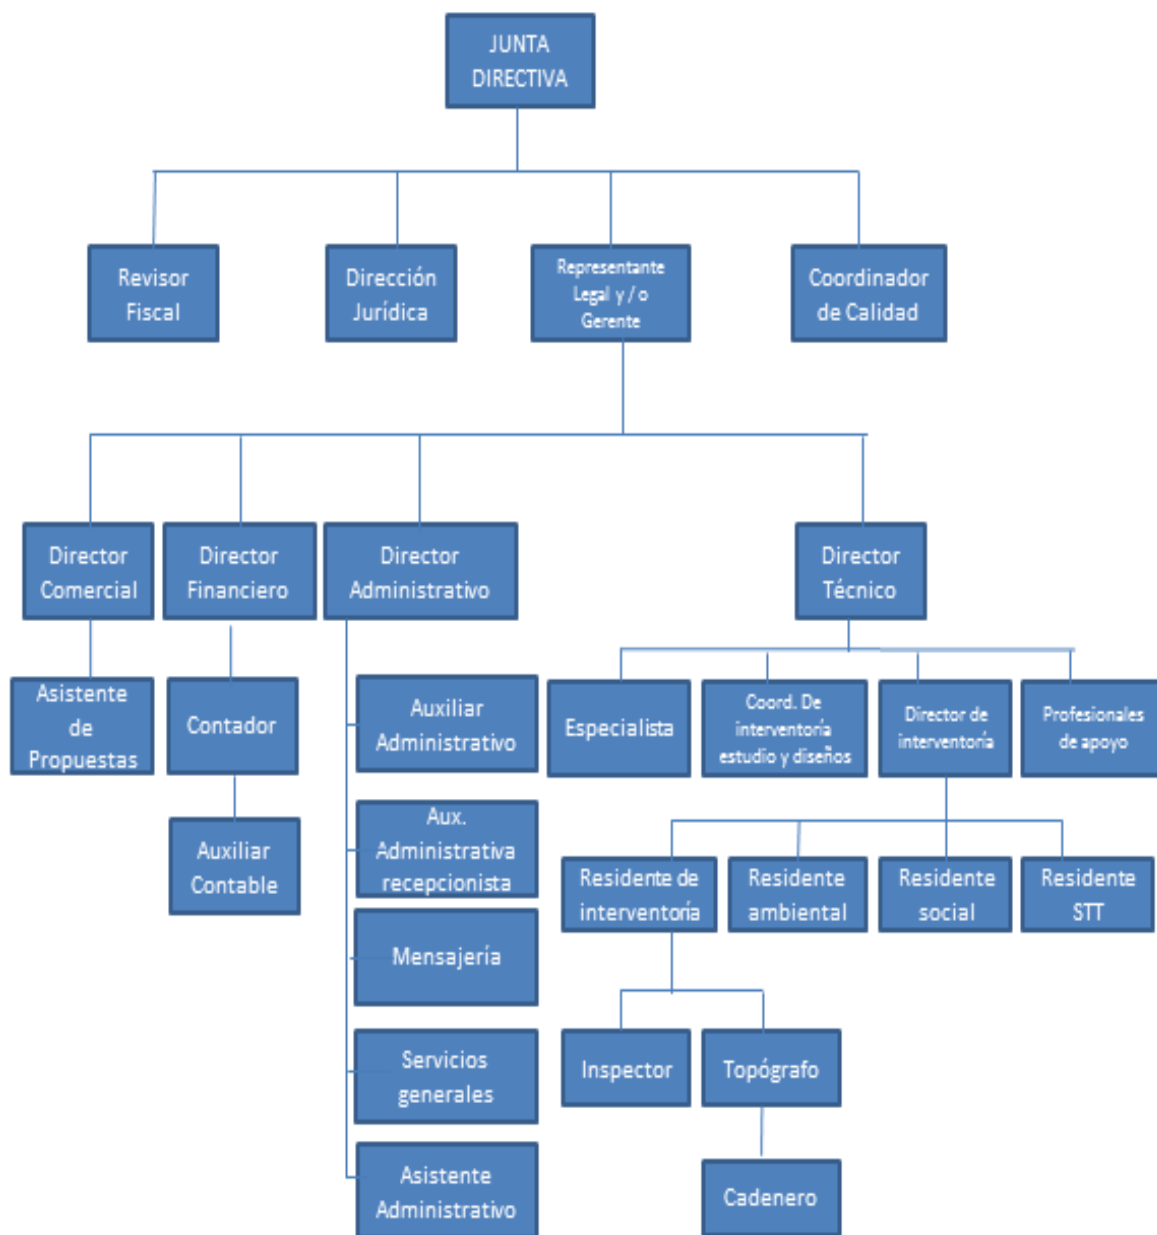 JUNTA
DIRECTIVA
Revisor
Fiscal
Dirección
Jurídica
Representante
Legal y / o
Gerente
Coordinador
de Calidad
Director
Comercial
Director
Financiero
Director
Administrativo
Director
Técnico
Asistente
de
Propuestas
Contador
Auxiliar
Administrativo
Especialista
Coord. De
interventoría
estudio y diseños
Director de
interventoría
Profesionales
de apoyo
Auxiliar
Contable
Aux.
Administrativa
recepcionista
Residente de
interventoría
Residente
ambiental
Residente
social
Residente
STT
Mensajería
Servicios
generales
Inspector
Topógrafo
Asistente
Administrativo
Cadenero